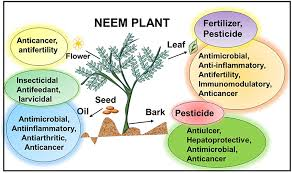 NEEM PLANT
Anticancer,
antifertility
Flower
Insecticidal
Antifeedant,
larvicidal
Seed
Oil
Antimicrobial,
Antiinflammatory,
Antiarthritic,
Anticancer
Leaf
Fertilizer,
Pesticide
Antimicrobial,
Anti-inflammatory,
Antifertility,
Immunomodulatory,
Anticancer
Bark
Pesticide
Antiulcer,
Hepatoprotective,
Antimicrobial,
Anticancer